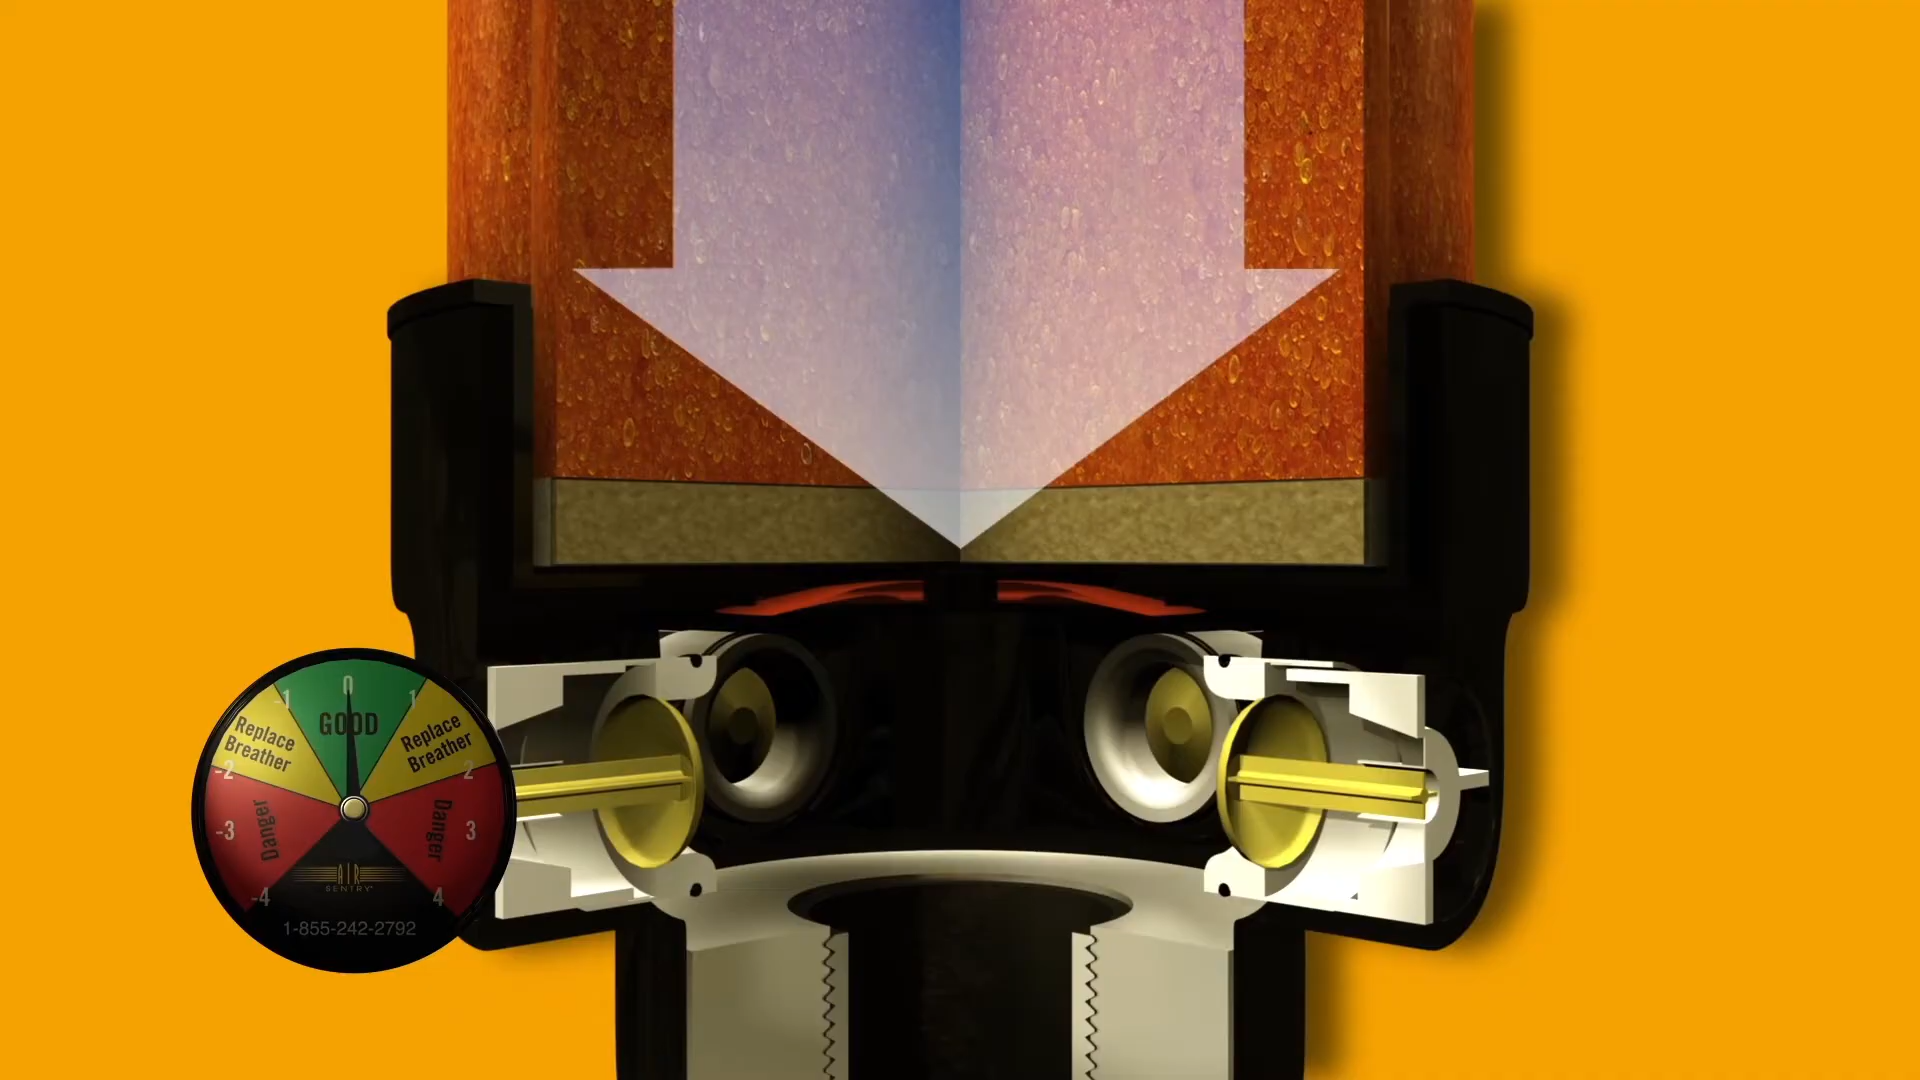 -1 0 1
GOOD
Replace
Breather
Replace
Breather
-2 2
Danger
Danger
-3 3
-4 4
AIR
SENTRY
1-855-242-2792